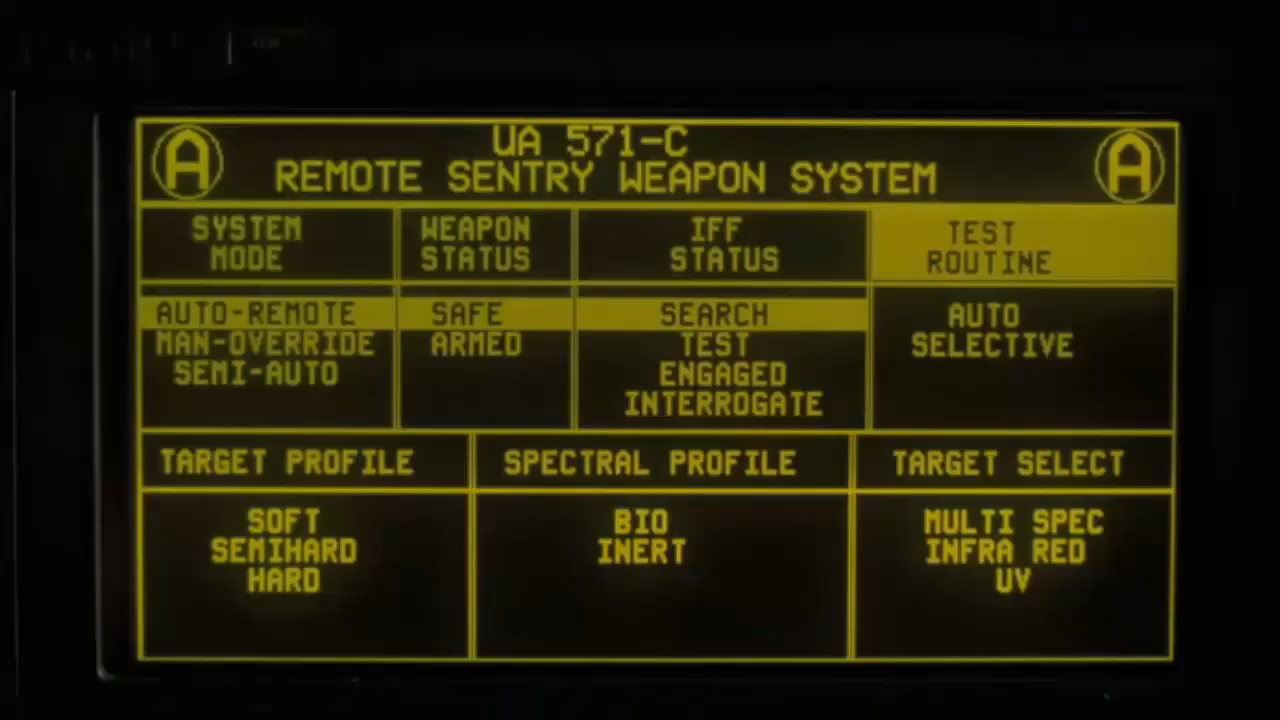 UA 571-C
REMOTE SENTRY WEAPON SYSTEM
A
A
SYSTEM
MODE
WEAPON
STATUS
IFF
STATUS
TEST
ROUTINE
AUTO-REMOTE
MAN-OVERRIDE
SEMI-AUTO
SAFE
ARMED
SEARCH
TEST
ENGAGED
INTERROGATE
AUTO
SELECTIVE
TARGET PROFILE
SPECTRAL PROFILE
TARGET SELECT
SOFT
SEMIHARD
HARD
BIO
INERT
MULTI SPEC
INFRA RED
UV